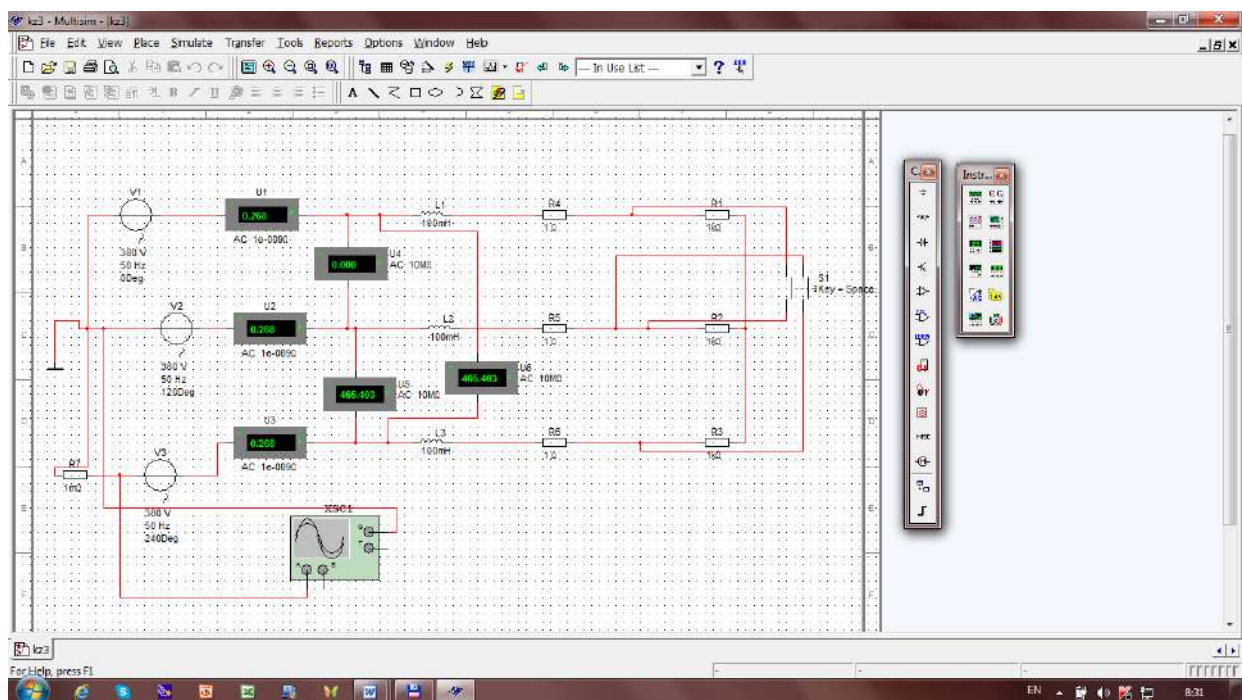 kz3 - Multisim - [kz3]
File Edit View Place Simulate Transfer Tools Reports Options Window Help
--- In Use List ---
?
A
V1
380 V
50 Hz
0Deg
U1
0.268
AC 1e-009Ω
L1
100mH
R4
1Ω
R1
1kΩ
U4
0.000
AC 10MΩ
S1
Key = Space
V2
380 V
50 Hz
120Deg
U2
0.268
AC 1e-009Ω
L2
100mH
R5
1Ω
R2
1kΩ
U5
465.403
AC 10MΩ
U6
465.403
AC 10MΩ
U3
0.268
AC 1e-009Ω
L3
100mH
R6
1Ω
R3
1kΩ
R7
1mΩ
V3
380 V
50 Hz
240Deg
XSC1
G
T
A B
Instr...
kz3
For Help, press F1
EN
8:31